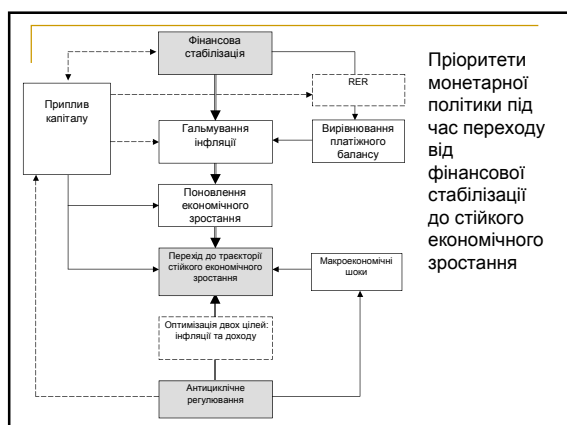 Фінансова
стабілізація
Пріоритети
монетарної
політики під
час переходу
від
фінансової
стабілізації
до стійкого
економічного
зростання
RER
Приплив
капіталу
Гальмування
інфляції
Вирівнювання
платіжного
балансу
Поновлення
економічного
зростання
Перехід до траєкторії
стійкого економічного
зростання
Макроекономічні
шоки
Оптимізація двох цілей:
інфляції та доходу
Антициклічне
регулювання